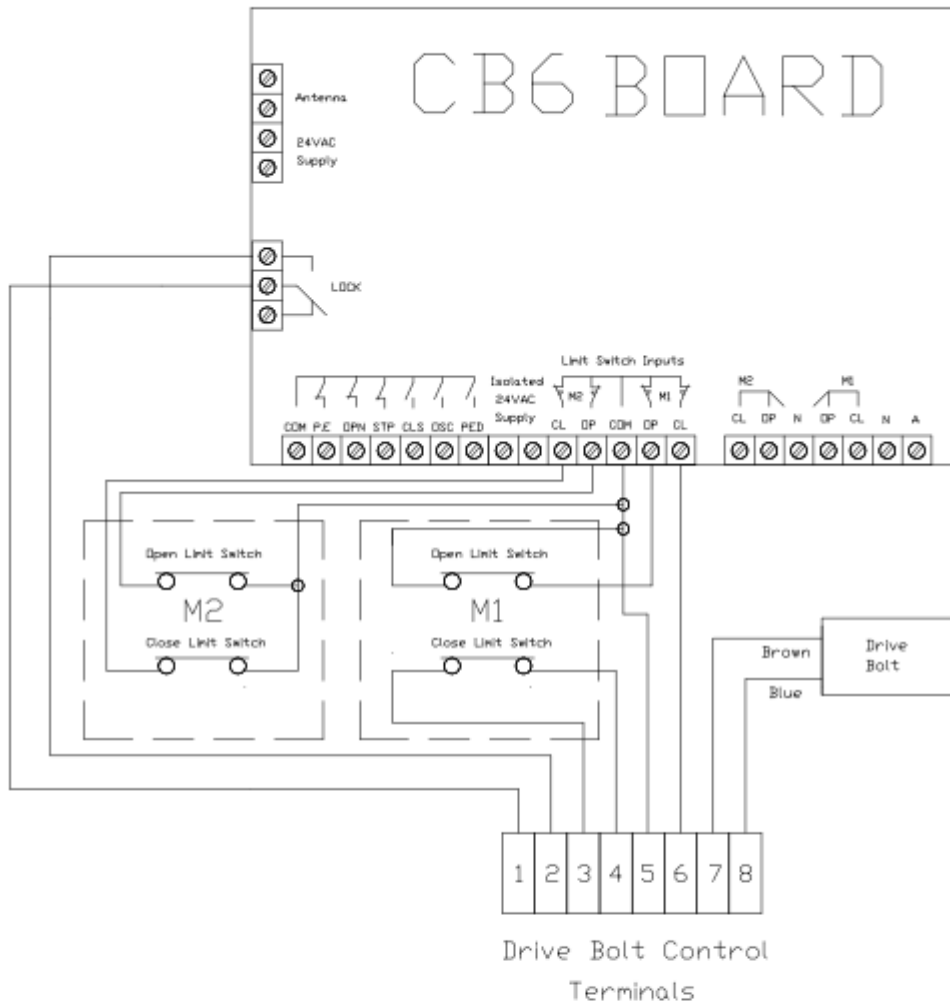 CB6 BOARD
Antenna
24VAC
Supply
LOCK
Limit Switch Inputs
Isolated
24VAC
Supply
M2
M1
M2
M1
COM P.E OPN STP CLS OSC PED
CL OP COM OP CL
CL OP N OP CL N A
Open Limit Switch
M2
Close Limit Switch
Open Limit Switch
M1
Close Limit Switch
Brown
Blue
Drive
Bolt
1 2 3 4 5 6 7 8
Drive Bolt Control
Terminals